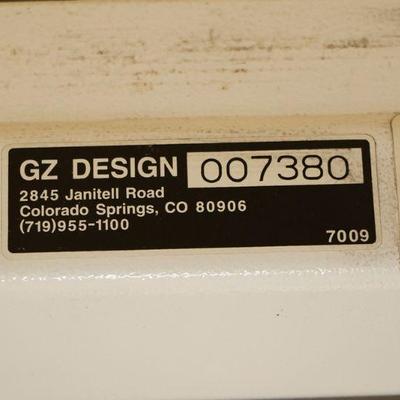 GZ DESIGN 007380
2845 Janitell Road
Colorado Springs, CO 80906
(719)955-1100
7009